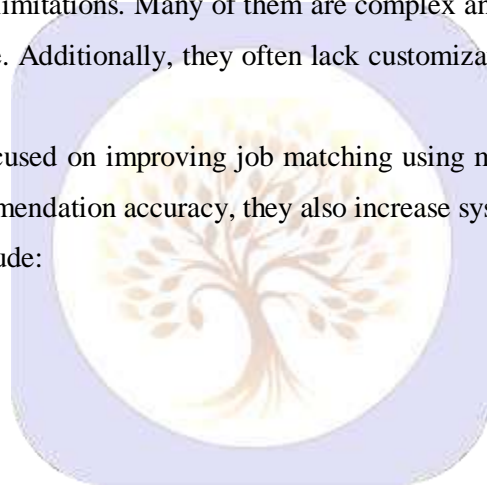 limitations. Many of them are complex an
. Additionally, they often lack customiza
cused on improving job matching using m
mendation accuracy, they also increase sys
ude: